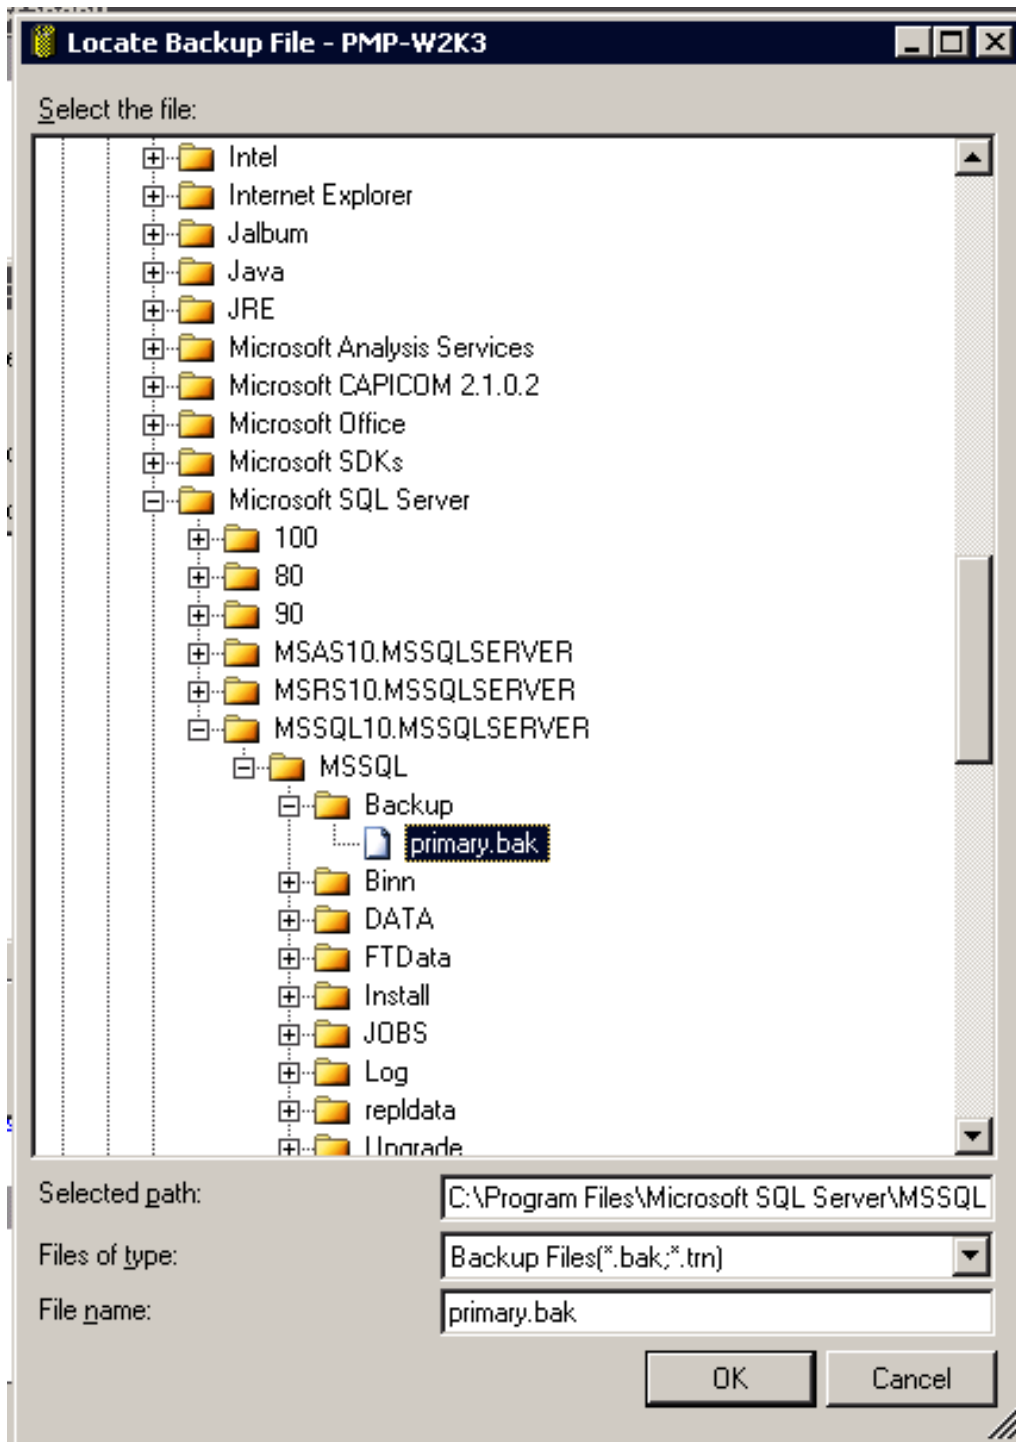 Locate Backup File - PMP-W2K3
Select the file:
Intel
Internet Explorer
Jalbum
Java
JRE
Microsoft Analysis Services
Microsoft CAPICOM 2.1.0.2
Microsoft Office
Microsoft SDKs
Microsoft SQL Server
100
80
90
MSAS10.MSSQLSERVER
MSRS10.MSSQLSERVER
MSSQL10.MSSQLSERVER
MSSQL
Backup
primary.bak
Binn
DATA
FTData
Install
JOBS
Log
repldata
Upgrade
Selected path: C:\Program Files\Microsoft SQL Server\MSSQL
Files of type: Backup Files(*.bak;*.trn)
File name: primary.bak
OK Cancel